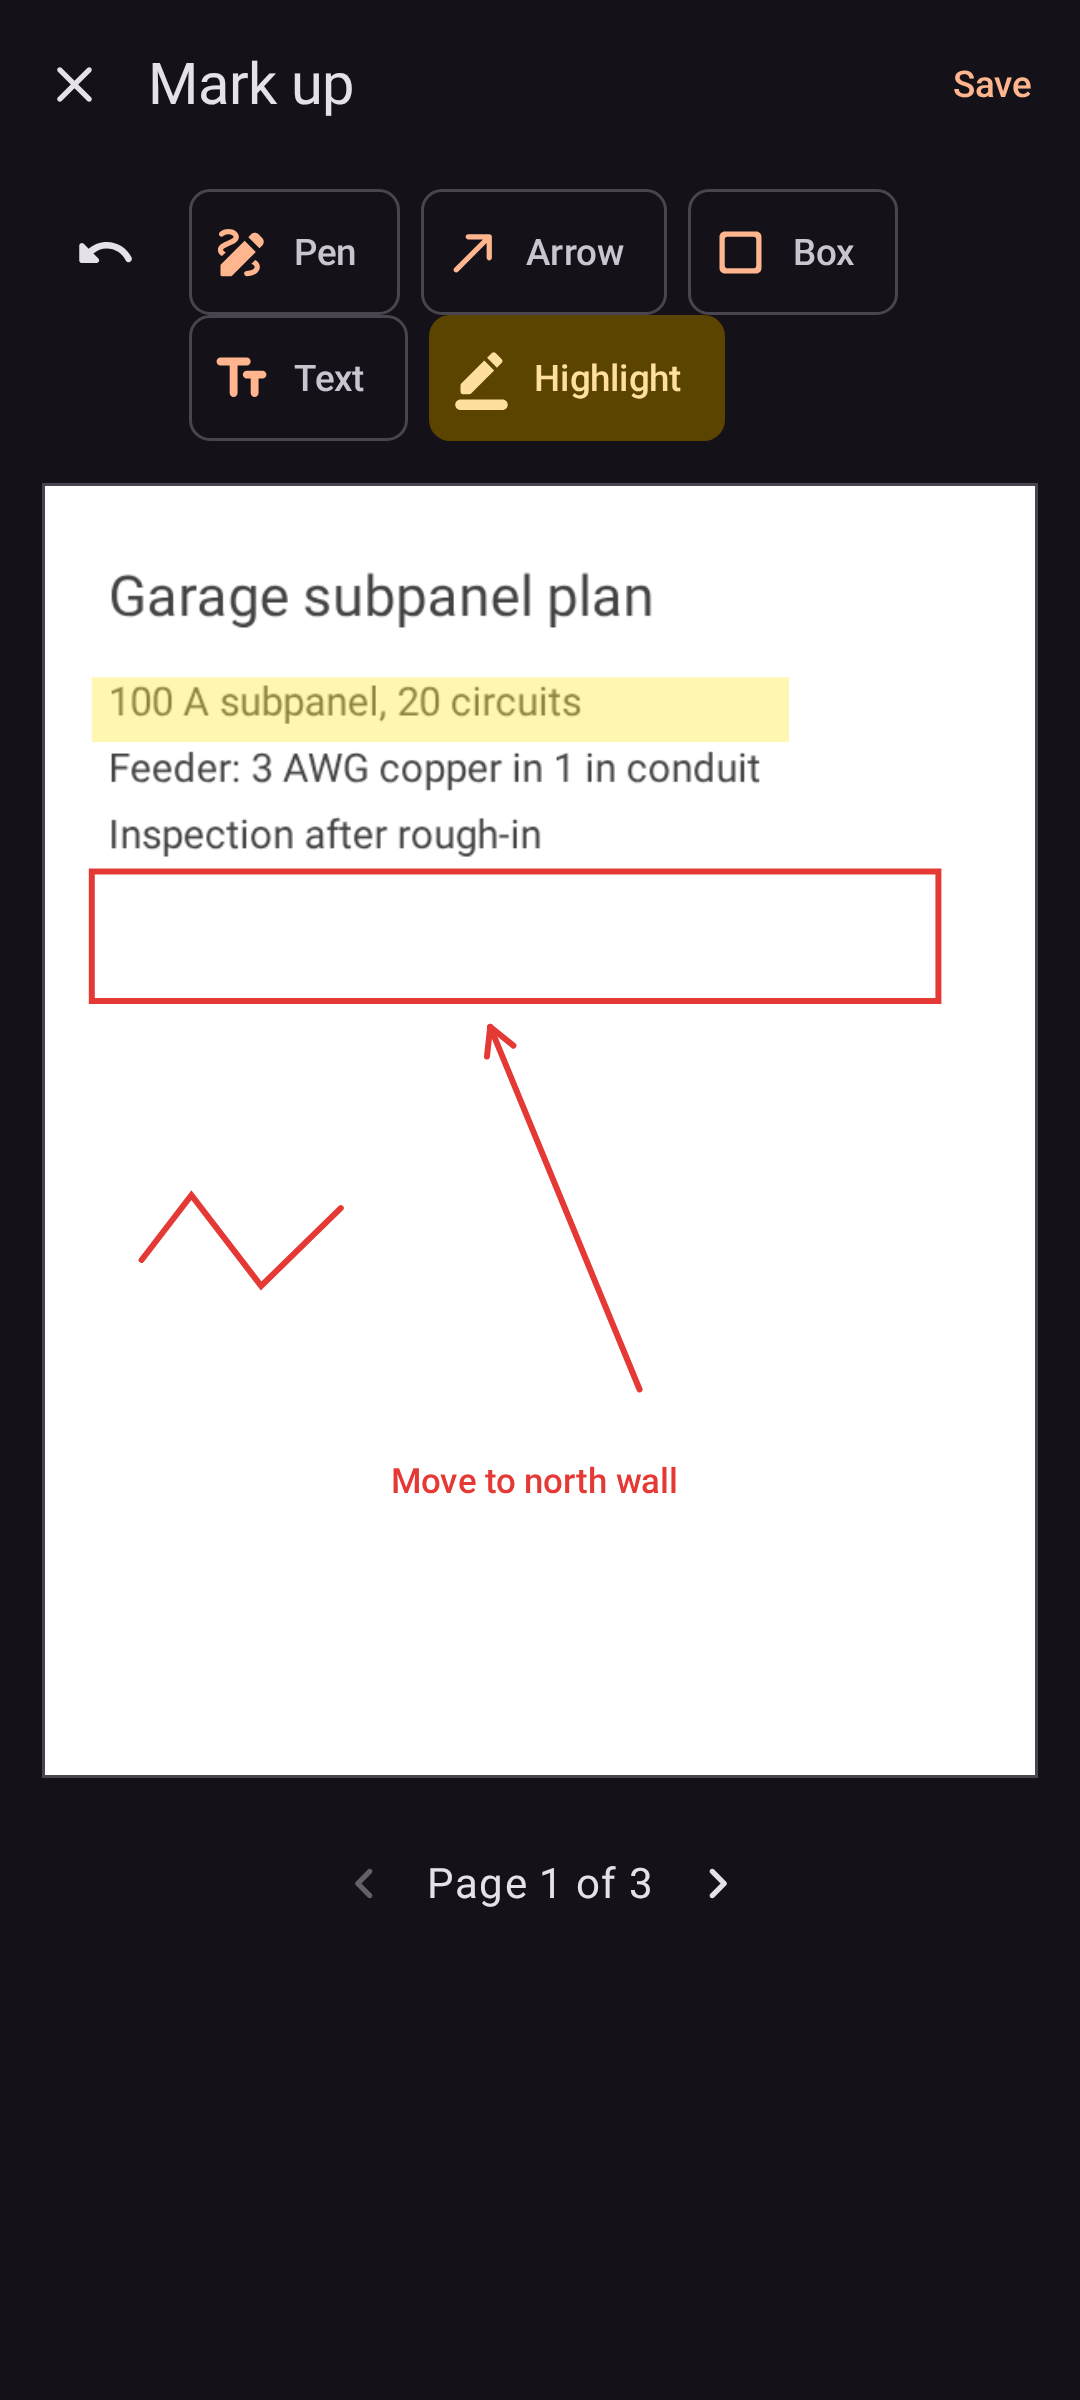 Mark up
Save
Pen
Arrow
Box
Text
Highlight
Garage subpanel plan
100 A subpanel, 20 circuits
Feeder: 3 AWG copper in 1 in conduit
Inspection after rough-in
Move to north wall
Page 1 of 3